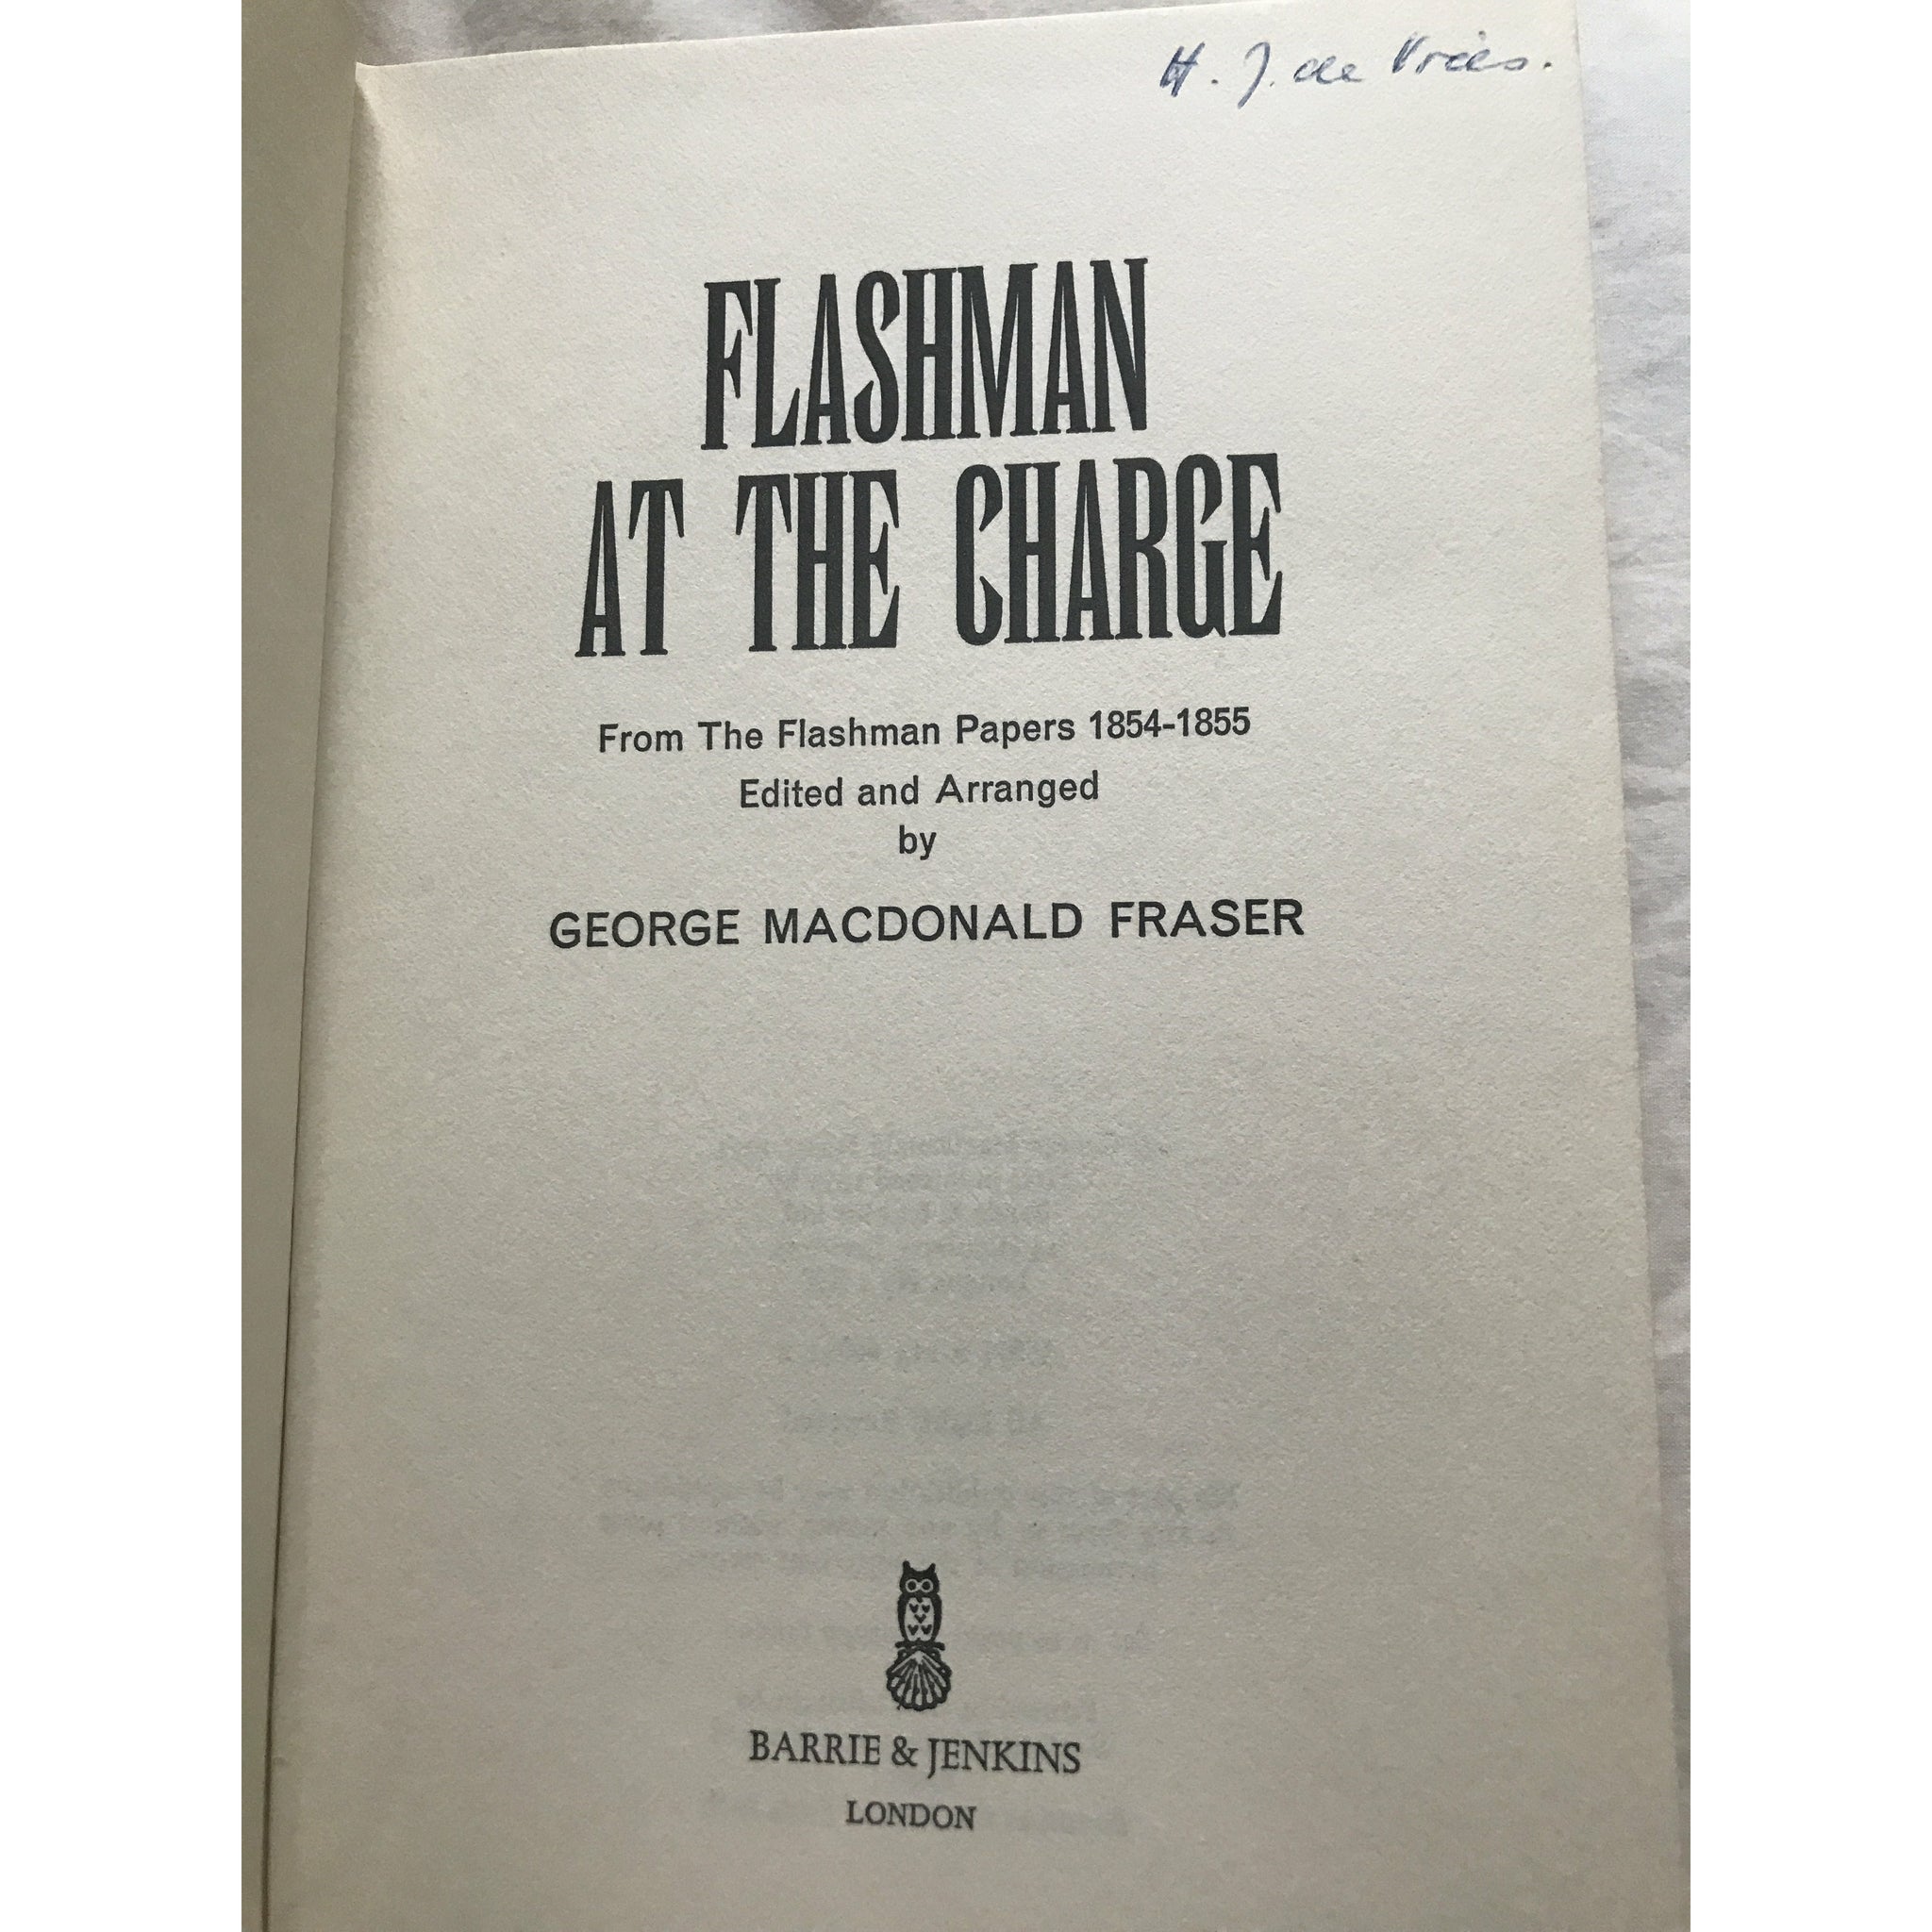 H. J. de Vries.
FLASHMAN
AT THE CHARGE
From The Flashman Papers 1854-1855
Edited and Arranged
by
GEORGE MACDONALD FRASER
BARRIE & JENKINS
LONDON